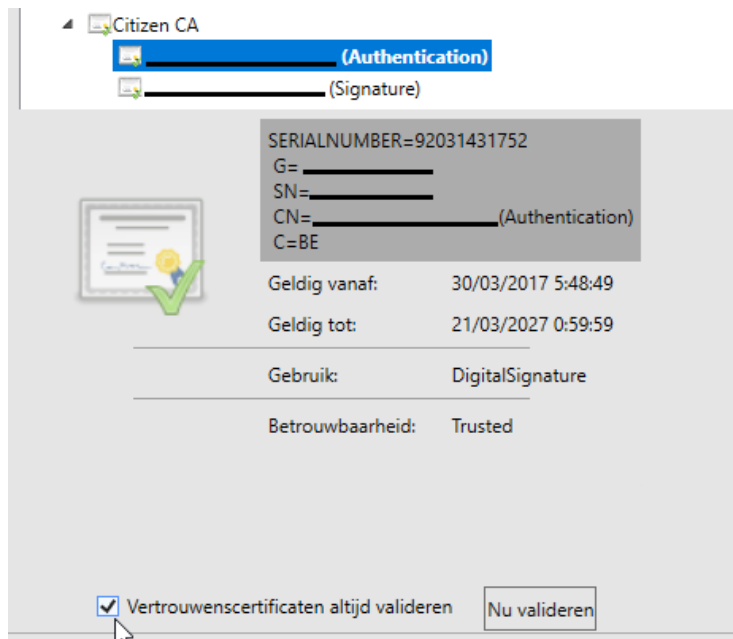 Citizen CA
(Authentication)
(Signature)
SERIALNUMBER=92031431752
G=
SN=
CN= (Authentication)
C=BE
Geldig vanaf: 30/03/2017 5:48:49
Geldig tot: 21/03/2027 0:59:59
Gebruik: DigitalSignature
Betrouwbaarheid: Trusted
Vertrouwenscertificaten altijd valideren Nu valideren